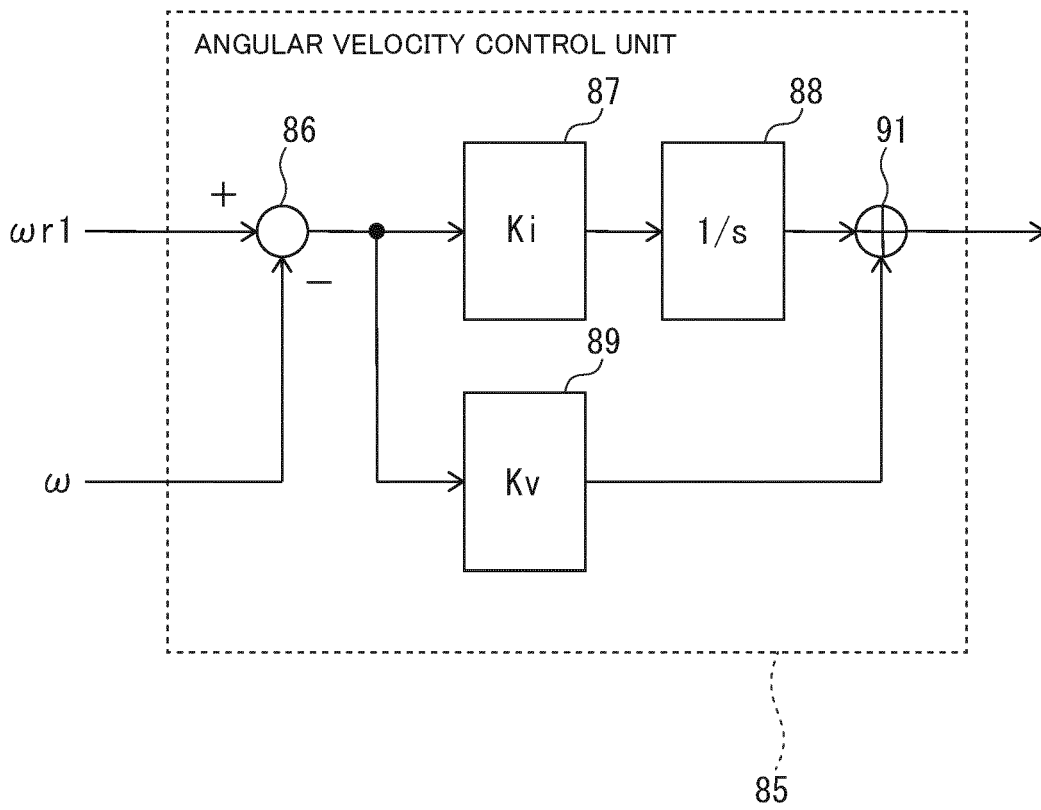 ANGULAR VELOCITY CONTROL UNIT
87
88
86
91
+
ωr1
Ki
1/s
−
89
ω
Kv
85